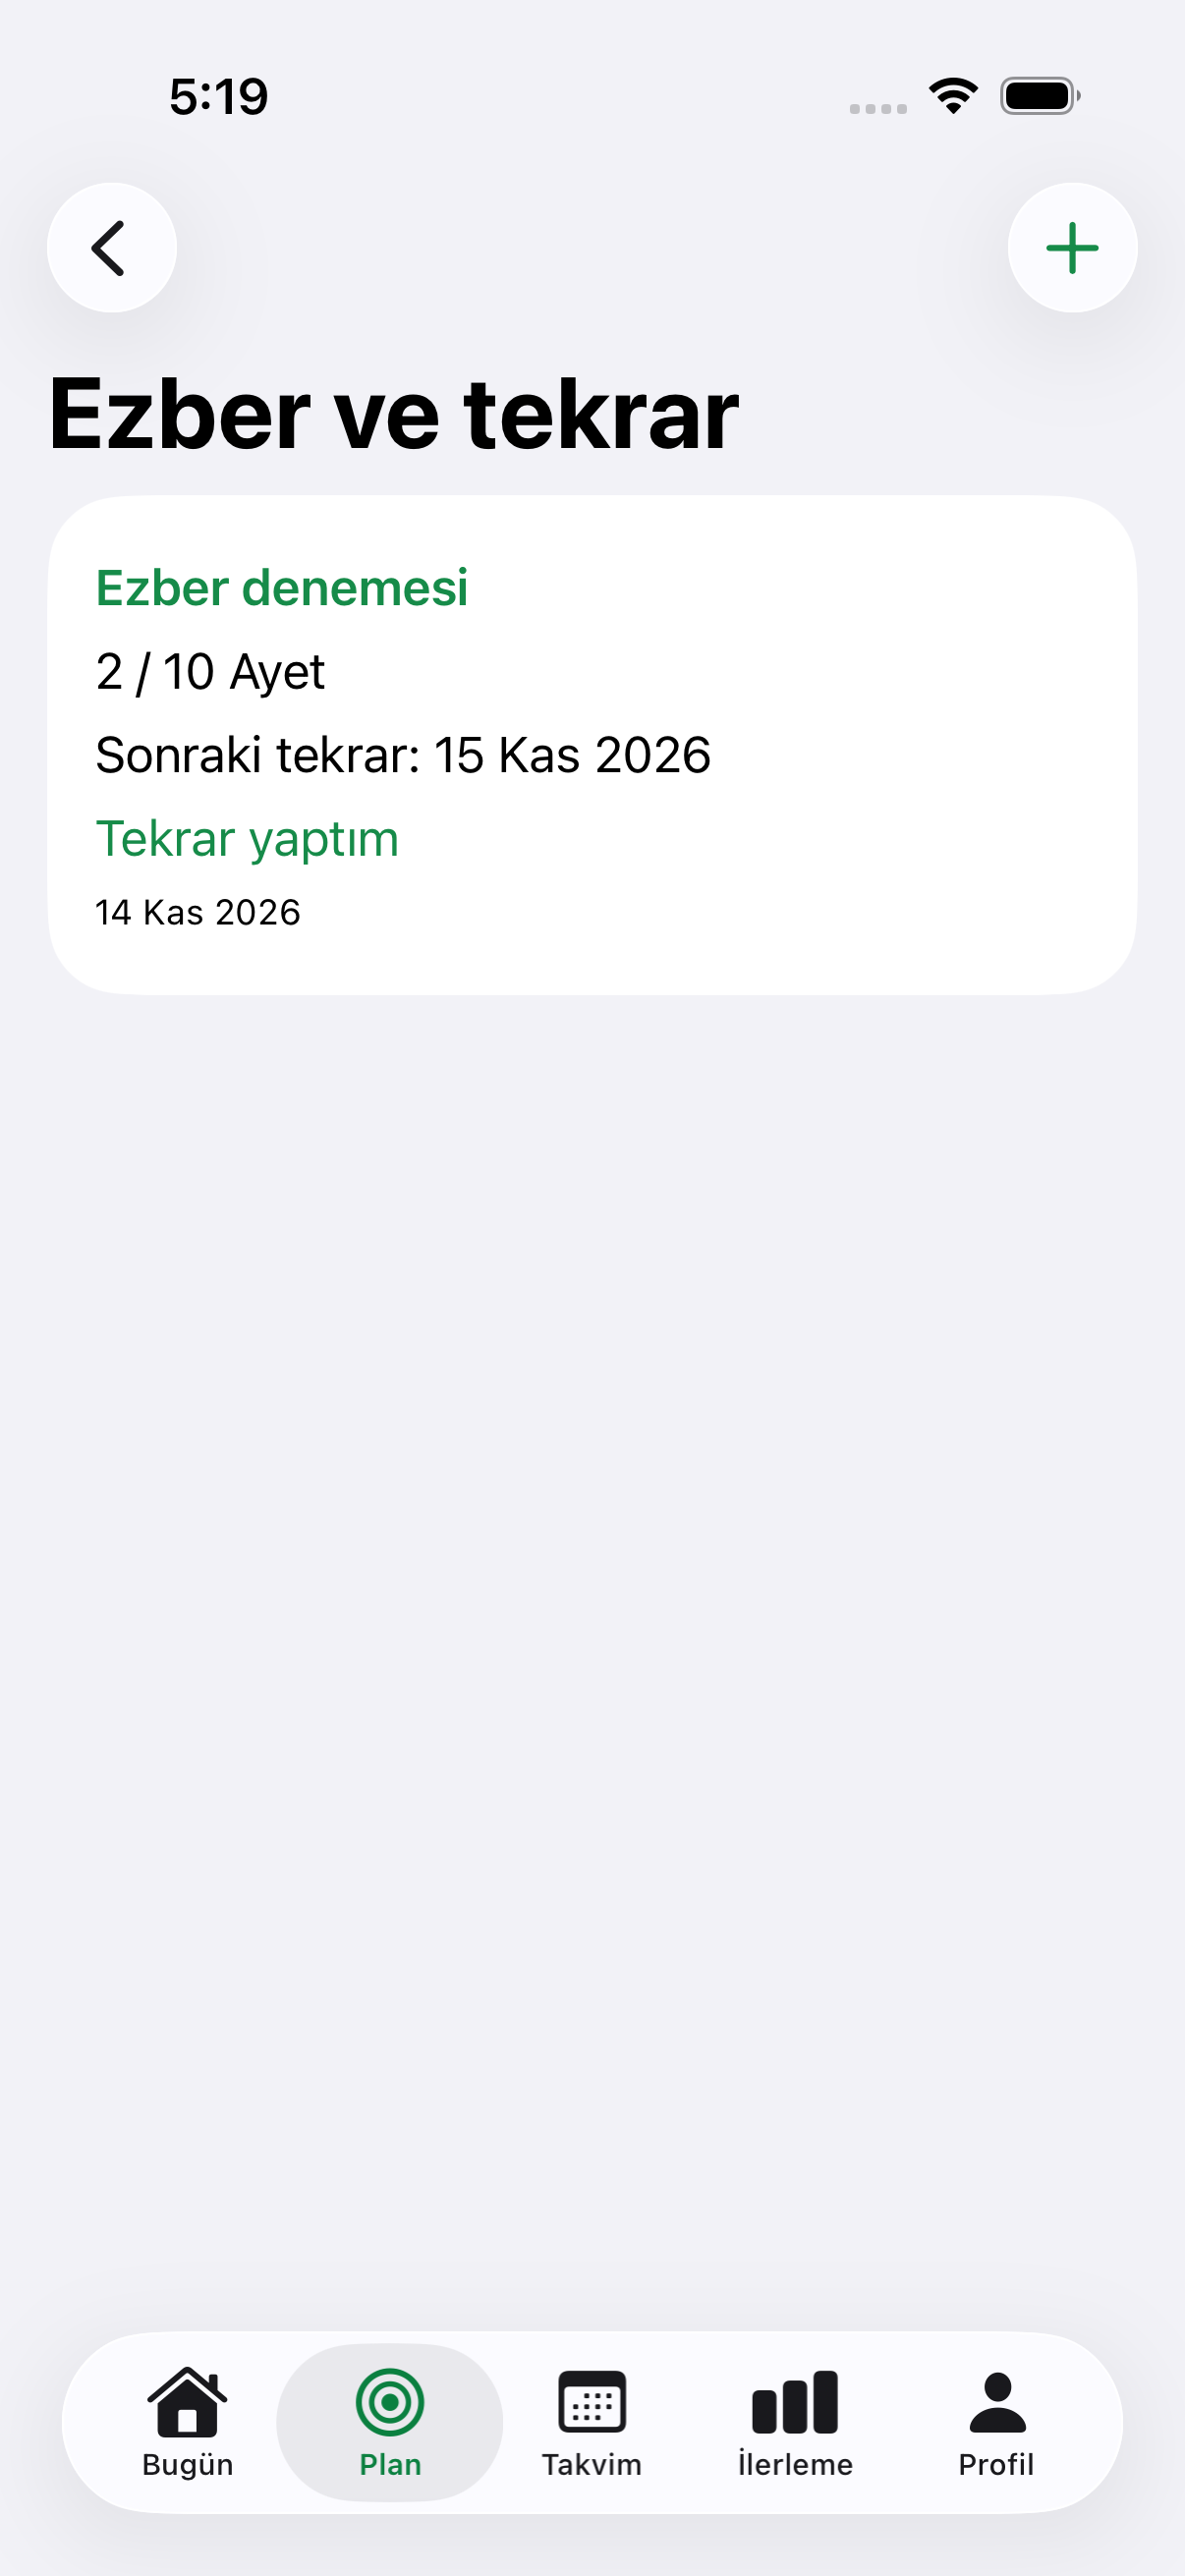 5:19
Ezber ve tekrar
Ezber denemesi
2 / 10 Ayet
Sonraki tekrar: 15 Kas 2026
Tekrar yaptım
14 Kas 2026
Bugün
Plan
Takvim
İlerleme
Profil